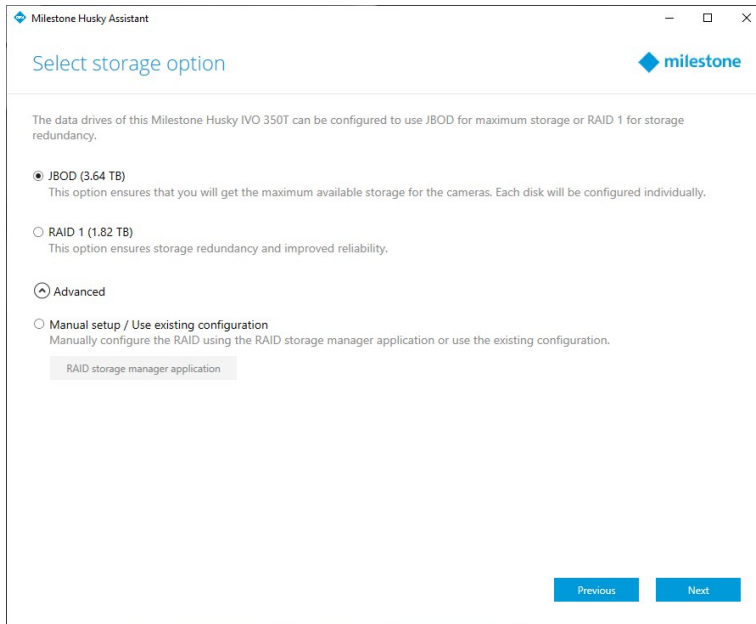 Milestone Husky Assistant
Select storage option
milestone
The data drives of this Milestone Husky IVO 350T can be configured to use JBOD for maximum storage or RAID 1 for storage
redundancy.
JBOD (3.64 TB)
This option ensures that you will get the maximum available storage for the cameras. Each disk will be configured individually.
RAID 1 (1.82 TB)
This option ensures storage redundancy and improved reliability.
Advanced
Manual setup / Use existing configuration
Manually configure the RAID using the RAID storage manager application or use the existing configuration.
RAID storage manager application
Previous
Next